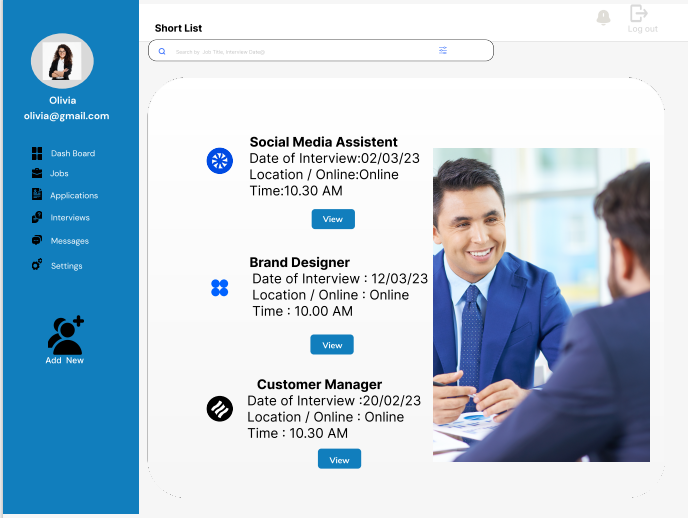 Short List
Log out
Search by Job Title, Interview Date@
Olivia
olivia@gmail.com
Dash Board
Jobs
Applications
Interviews
Messages
Settings
Add New
Social Media Assistent
Date of Interview:02/03/23
Location / Online:Online
Time:10.30 AM
View
Brand Designer
Date of Interview : 12/03/23
Location / Online : Online
Time : 10.00 AM
View
Customer Manager
Date of Interview :20/02/23
Location / Online : Online
Time : 10.30 AM
View